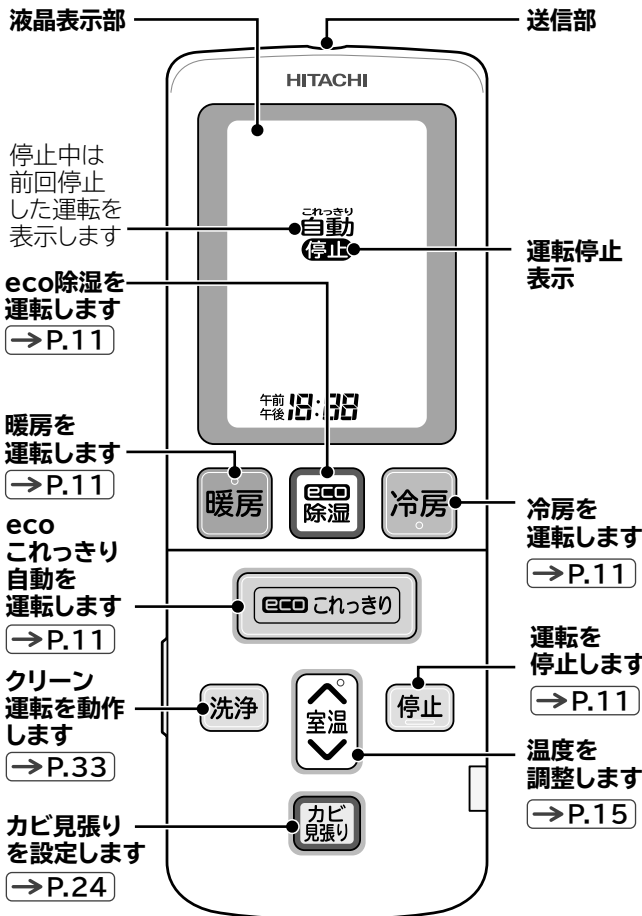 液晶表示部
送信部
HITACHI
停止中は
前回停止
した運転を
表示します
これっきり
自動
停止
運転停止
表示
eco除湿を
運転します
→P.11
午前
午後 18:88
暖房を
運転します
→P.11
暖房
eco
除湿
冷房
冷房を
運転します
→P.11
eco
これっきり
自動を
運転します
→P.11
eco これっきり
運転を
停止します
→P.11
クリーン
運転を動作
します
→P.33
洗浄
室温
停止
温度を
調整します
→P.15
カビ見張り
を設定します
→P.24
カビ
見張り